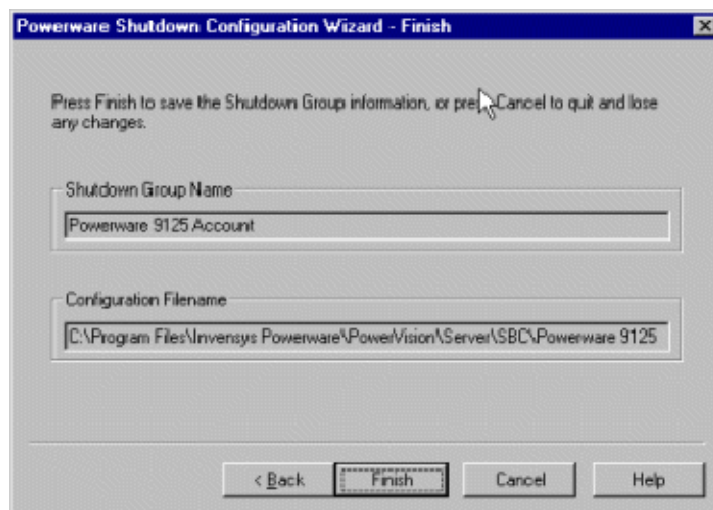 Powerware Shutdown Configuration Wizard - Finish
Press Finish to save the Shutdown Group information, or press Cancel to quit and lose
any changes.
Shutdown Group Name
Powerware 9125 Account
Configuration Filename
C:\Program Files\Invensys Powerware\PowerVision\Server\SBC\Powerware 9125
< Back
Finish
Cancel
Help